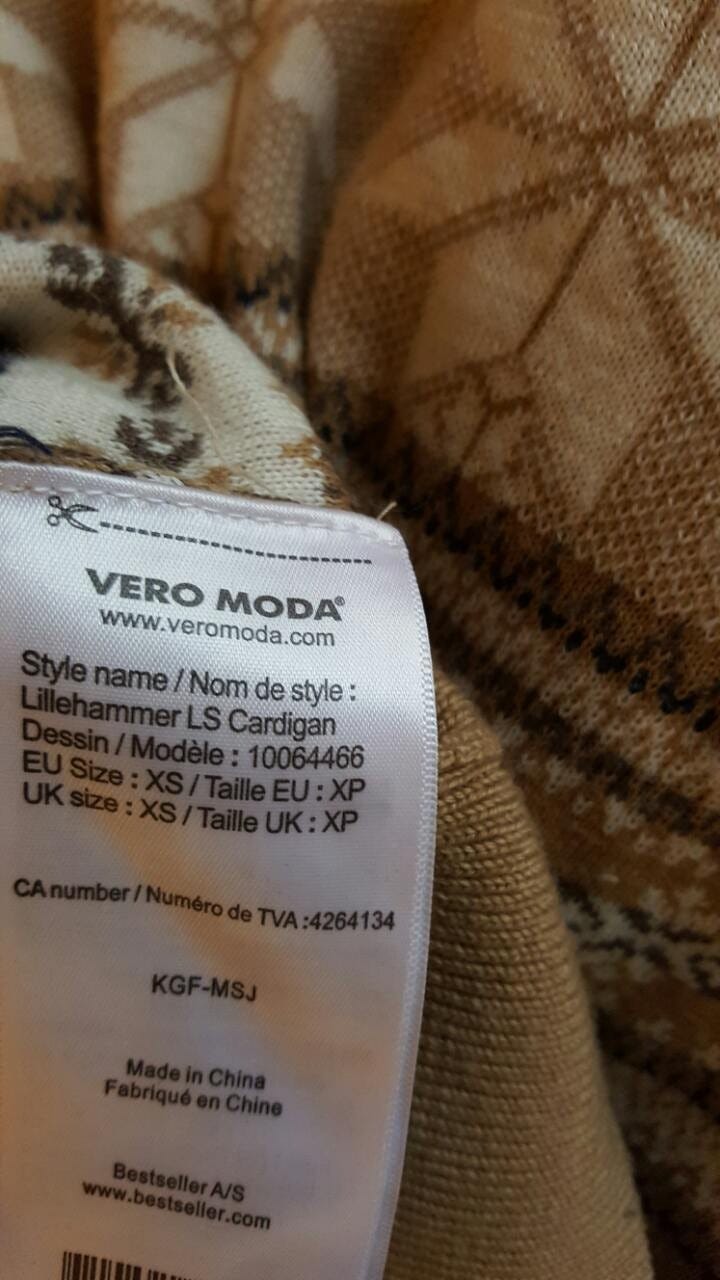 VERO MODA®
www.veromoda.com
Style name / Nom de style :
Lillehammer LS Cardigan
Dessin / Modèle : 10064466
EU Size : XS / Taille EU : XP
UK size : XS / Taille UK : XP
CA number / Numéro de TVA :4264134
KGF-MSJ
Made in China
Fabriqué en Chine
Bestseller A/S
www.bestseller.com